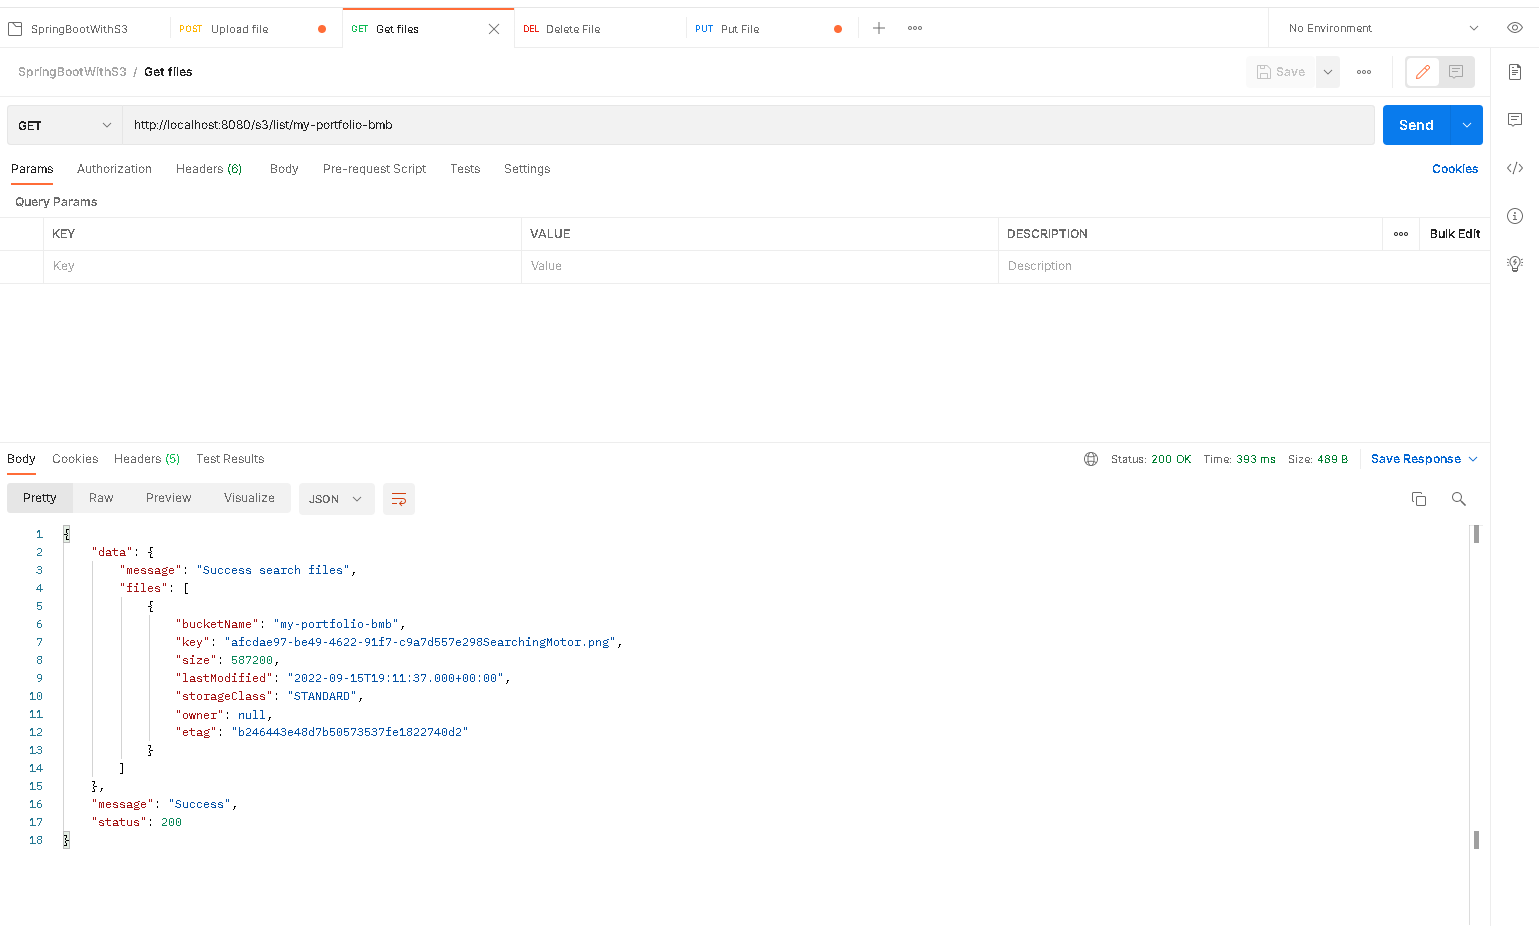 SpringBootWithS3 POST Upload file GET Get files DEL Delete File PUT Put File No Environment
SpringBootWithS3 / Get files Save
GET http://localhost:8080/s3/list/my-portfolio-bmb Send
Params Authorization Headers (6) Body Pre-request Script Tests Settings Cookies
Query Params
KEY VALUE DESCRIPTION Bulk Edit
Key Value Description
Body Cookies Headers (5) Test Results Status: 200 OK Time: 393 ms Size: 489 B Save Response
Pretty Raw Preview Visualize JSON
1 {
2 "data": {
3 "message": "Success search files",
4 "files": [
5 {
6 "bucketName": "my-portfolio-bmb",
7 "key": "afcdae97-be49-4622-91f7-c9a7d557e298SearchingMotor.png",
8 "size": 587200,
9 "lastModified": "2022-09-15T19:11:37.000+00:00",
10 "storageClass": "STANDARD",
11 "owner": null,
12 "etag": "b246443e48d7b50573537fe1822740d2"
13 }
14 ]
15 },
16 "message": "Success",
17 "status": 200
18 }